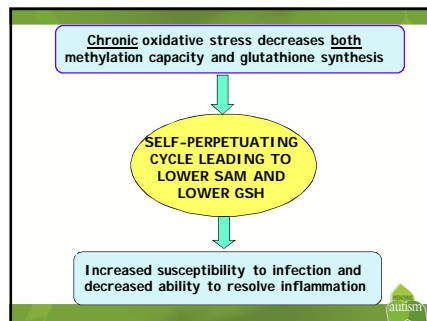 Chronic oxidative stress decreases both
methylation capacity and glutathione synthesis
SELF-PERPETUATING
CYCLE LEADING TO
LOWER SAM AND
LOWER GSH
Increased susceptibility to infection and
decreased ability to resolve inflammation
autism